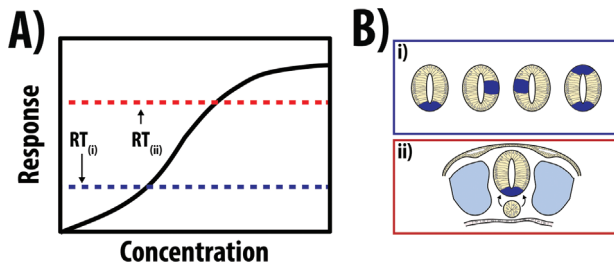 A)
Response
RT(i)
RT(ii)
Concentration
B)
i)
ii)